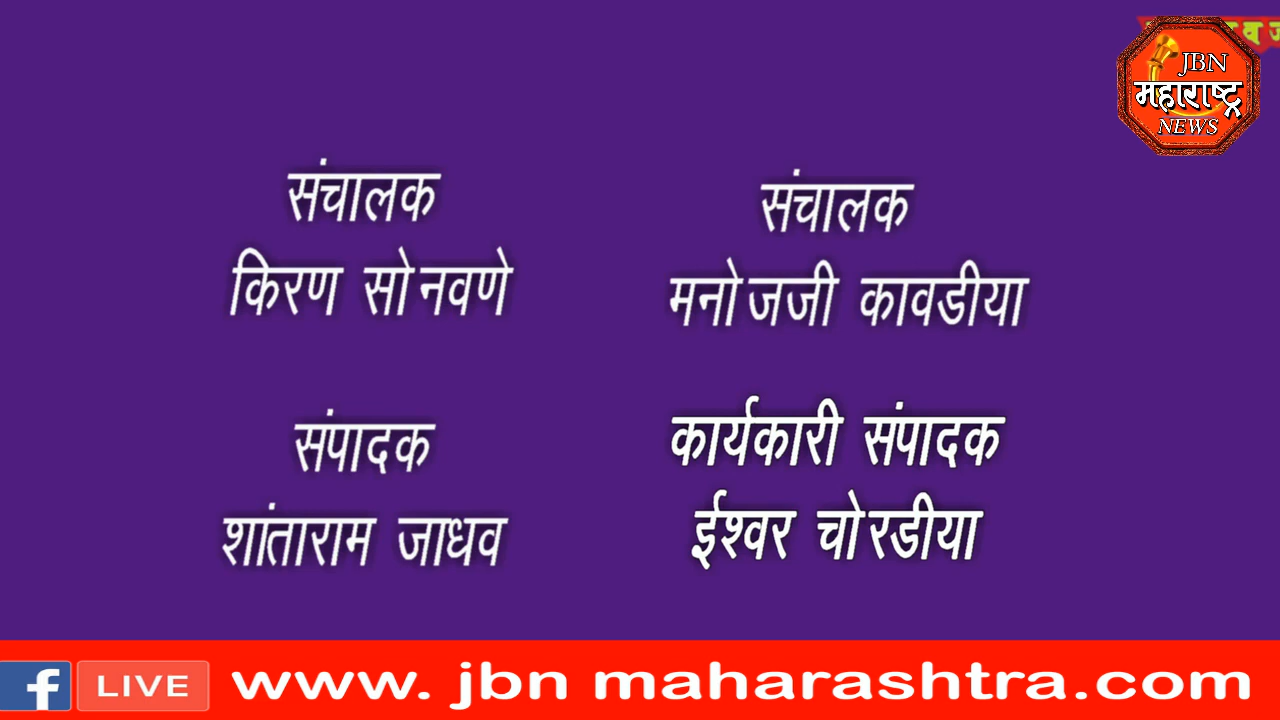 JBN
महाराष्ट्र
NEWS
संचालक
किरण सोनवणे
संचालक
मनोजजी कावडीया
संपादक
शांताराम जाधव
कार्यकारी संपादक
ईश्वर चोरडीया
f LIVE www. jbn maharashtra.com